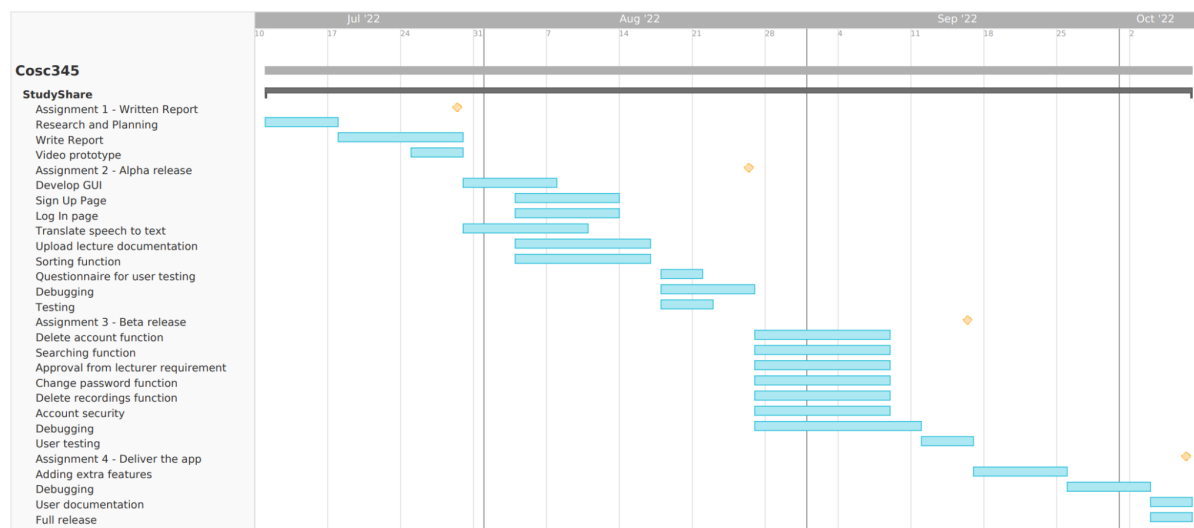 Jul '22 Aug '22 Sep '22 Oct '22
10 17 24 31 7 14 21 28 4 11 18 25 2
Cosc345
StudyShare
Assignment 1 - Written Report
Research and Planning
Write Report
Video prototype
Assignment 2 - Alpha release
Develop GUI
Sign Up Page
Log In page
Translate speech to text
Upload lecture documentation
Sorting function
Questionnaire for user testing
Debugging
Testing
Assignment 3 - Beta release
Delete account function
Searching function
Approval from lecturer requirement
Change password function
Delete recordings function
Account security
Debugging
User testing
Assignment 4 - Deliver the app
Adding extra features
Debugging
User documentation
Full release